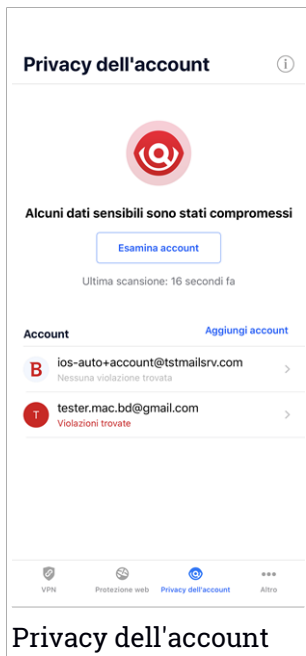 Privacy dell'account
Alcuni dati sensibili sono stati compromessi
Esamina account
Ultima scansione: 16 secondi fa
Account Aggiungi account
B ios-auto+account@tstmailsrv.com
Nessuna violazione trovata
T tester.mac.bd@gmail.com
Violazioni trovate
VPN Protezione web Privacy dell'account Altro
Privacy dell'account